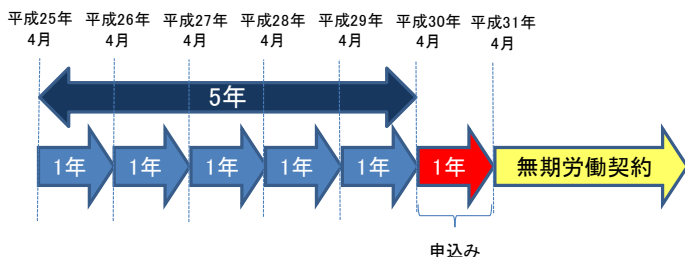 平成25年 平成26年 平成27年 平成28年 平成29年 平成30年 平成31年
4月 4月 4月 4月 4月 4月 4月
5年
1年 1年 1年 1年 1年 1年 無期労働契約
申込み